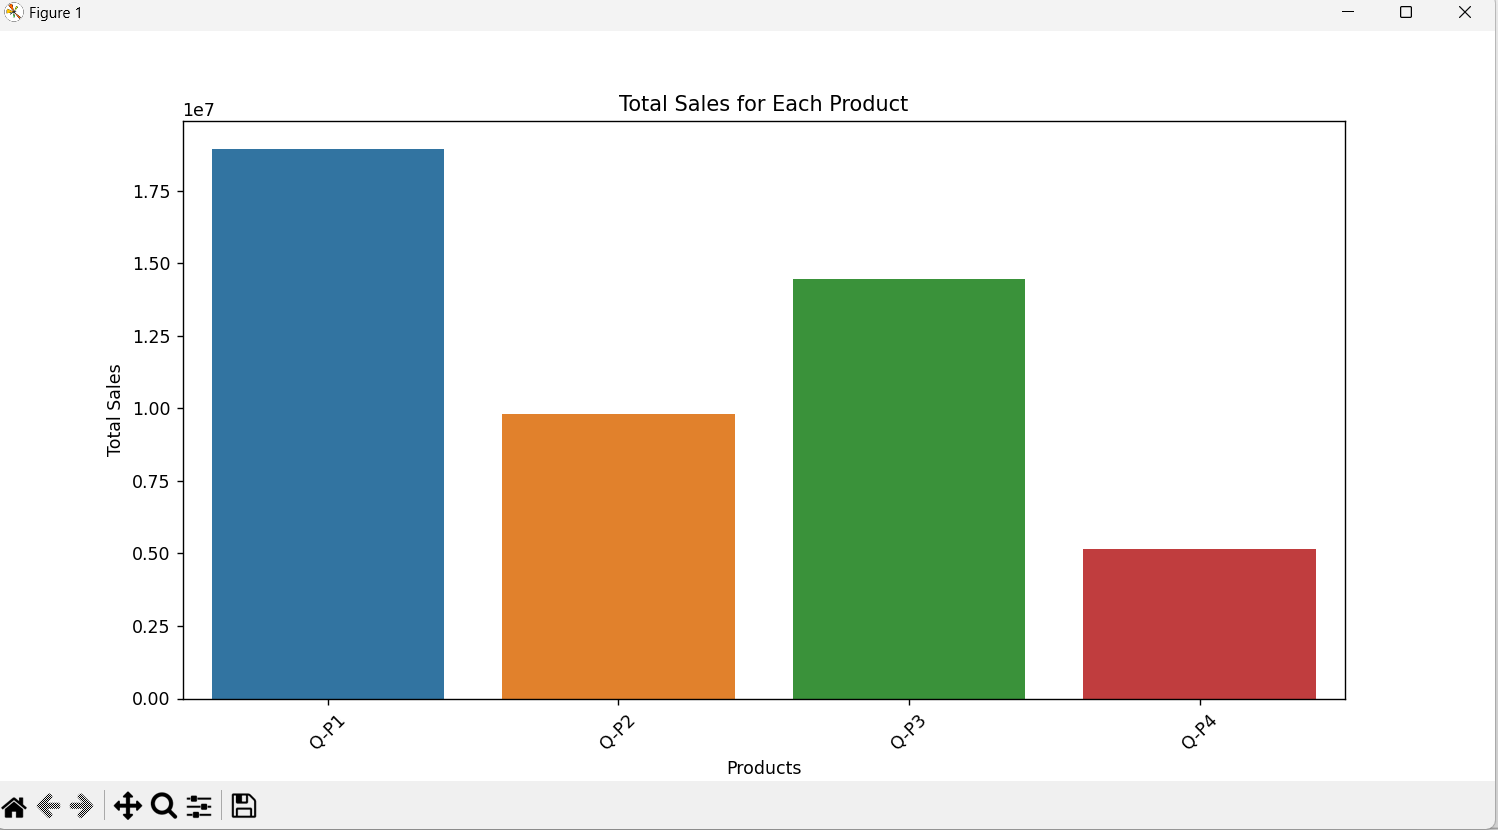 Figure 1
Total Sales for Each Product
1e7
1.75
1.50
1.25
1.00
0.75
0.50
0.25
0.00
Total Sales
Q-P1
Q-P2
Q-P3
Q-P4
Products